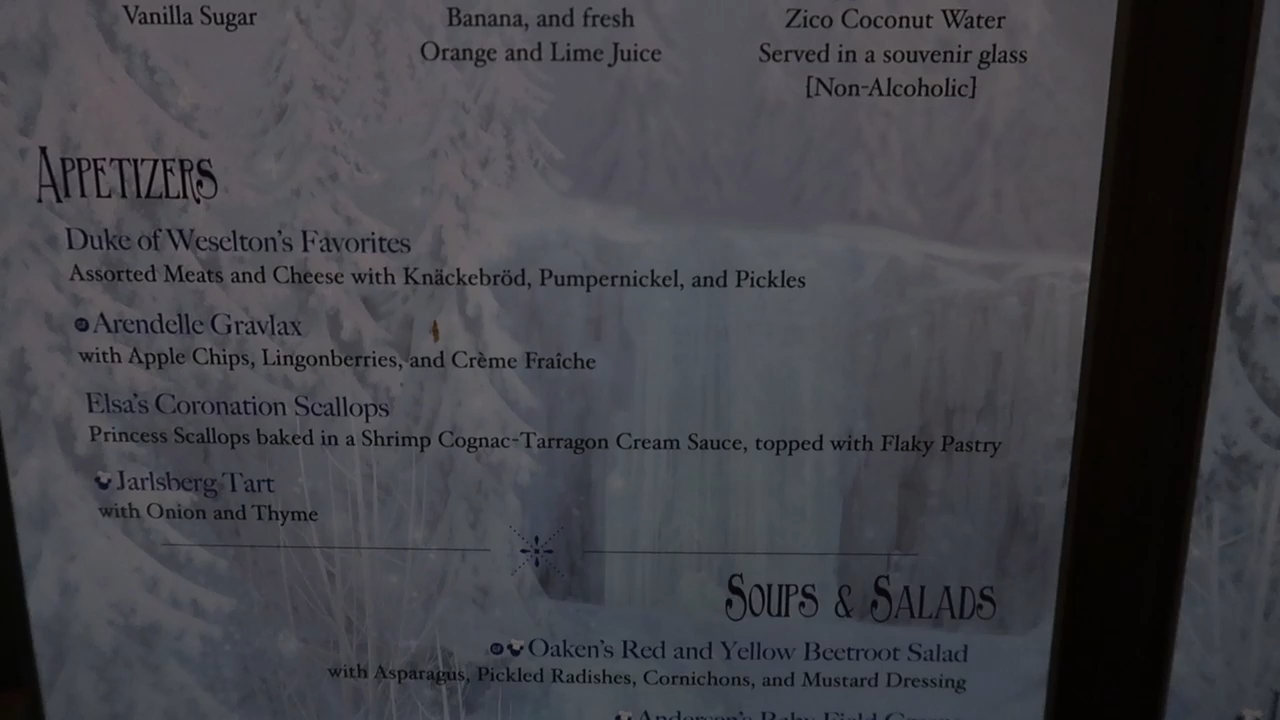 Vanilla Sugar
Banana, and fresh
Orange and Lime Juice
Zico Coconut Water
Served in a souvenir glass
[Non-Alcoholic]
APPETIZERS
Duke of Weselton's Favorites
Assorted Meats and Cheese with Knäckebröd, Pumpernickel, and Pickles
Arendelle Gravlax
with Apple Chips, Lingonberries, and Crème Fraîche
Elsa's Coronation Scallops
Princess Scallops baked in a Shrimp Cognac-Tarragon Cream Sauce, topped with Flaky Pastry
Jarlsberg Tart
with Onion and Thyme
SOUPS & SALADS
Oaken's Red and Yellow Beetroot Salad
with Asparagus, Pickled Radishes, Cornichons, and Mustard Dressing